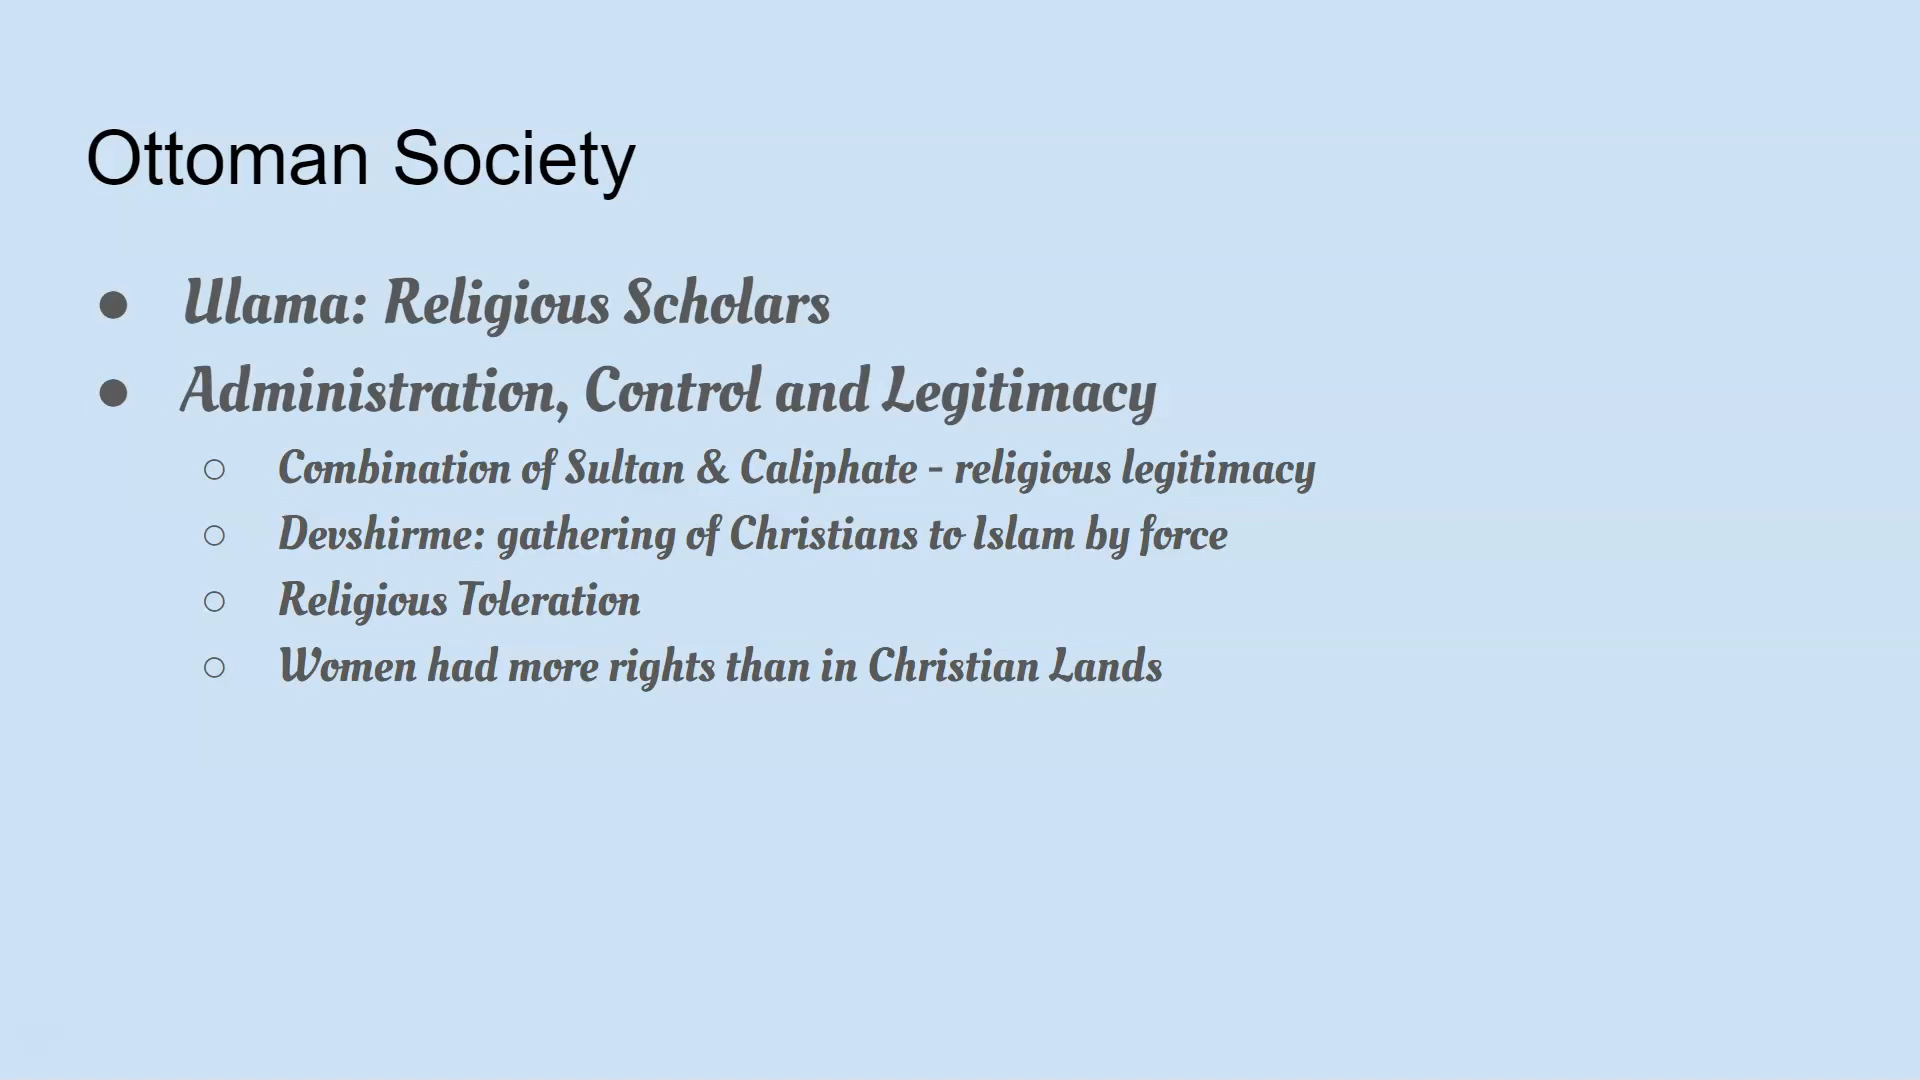 Ottoman Society
● Ulama: Religious Scholars
● Administration, Control and Legitimacy
○ Combination of Sultan & Caliphate - religious legitimacy
○ Devshirme: gathering of Christians to Islam by force
○ Religious Toleration
○ Women had more rights than in Christian Lands